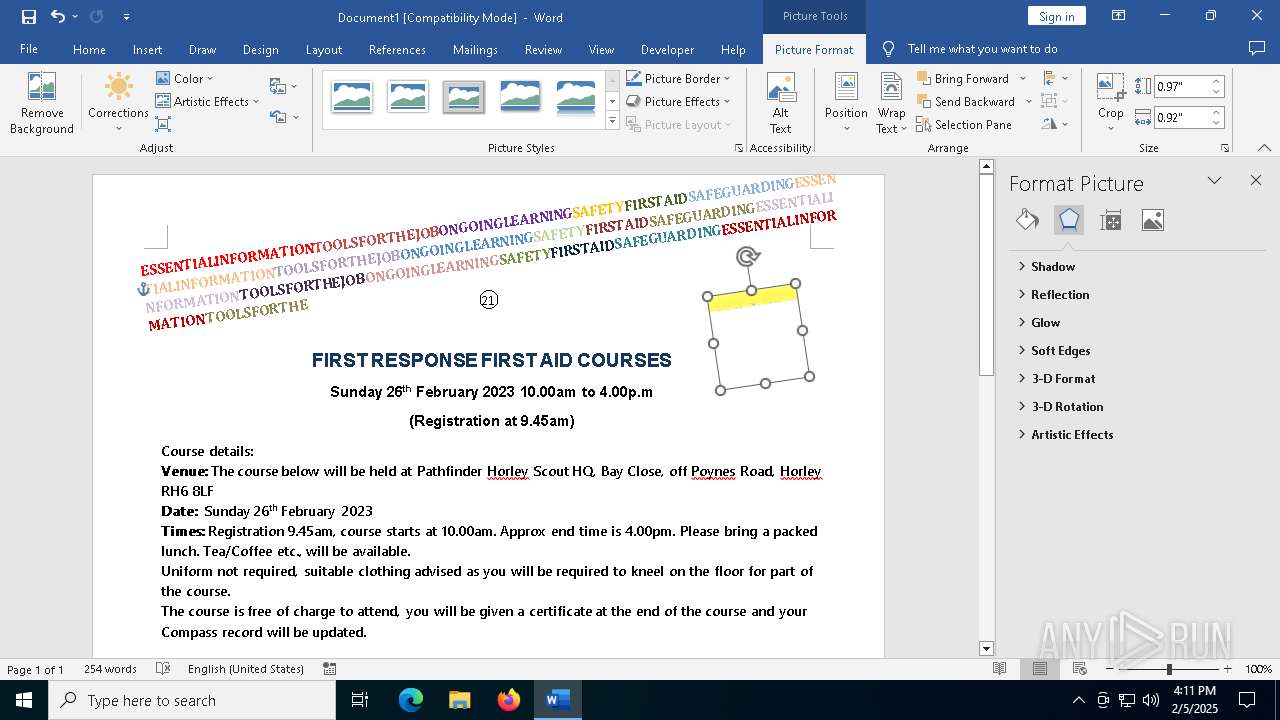 Document1 [Compatibility Mode] - Word
Picture Tools
Sign in
File Home Insert Draw Design Layout References Mailings Review View Developer Help Picture Format Tell me what you want to do
Remove Background
Corrections
Color
Artistic Effects
Adjust
Picture Styles
Picture Border
Picture Effects
Picture Layout
Alt Text
Accessibility
Position
Wrap Text
Bring Forward
Send Backward
Selection Pane
Arrange
Crop
0.97"
0.92"
Size
ESSENTIALINFORMATIONTOOLSFORTHEJOBONGOINGLEARNINGSAFETYFIRSTAIDSAFEGUARDINGESSEN
TIALINFORMATIONTOOLSFORTHEJOBONGOINGLEARNINGSAFETYFIRSTAIDSAFEGUARDINGESSENTIALI
NFORMATIONTOOLSFORTHEJOBONGOINGLEARNINGSAFETYFIRSTAIDSAFEGUARDINGESSENTIALINFOR
MATIONTOOLSFORTHE
21
FIRST RESPONSE FIRST AID COURSES
Sunday 26th February 2023 10.00am to 4.00p.m
(Registration at 9.45am)
Course details:
Venue: The course below will be held at Pathfinder Horley Scout HQ, Bay Close, off Poynes Road, Horley
RH6 8LF
Date: Sunday 26th February 2023
Times: Registration 9.45am, course starts at 10.00am. Approx end time is 4.00pm. Please bring a packed
lunch. Tea/Coffee etc., will be available.
Uniform not required, suitable clothing advised as you will be required to kneel on the floor for part of
the course.
The course is free of charge to attend, you will be given a certificate at the end of the course and your
Compass record will be updated.
Format Picture
Shadow
Reflection
Glow
Soft Edges
3-D Format
3-D Rotation
Artistic Effects
ANY RUN
Page 1 of 1 254 words English (United States) 100%
Type here to search
4:11 PM
2/5/2025